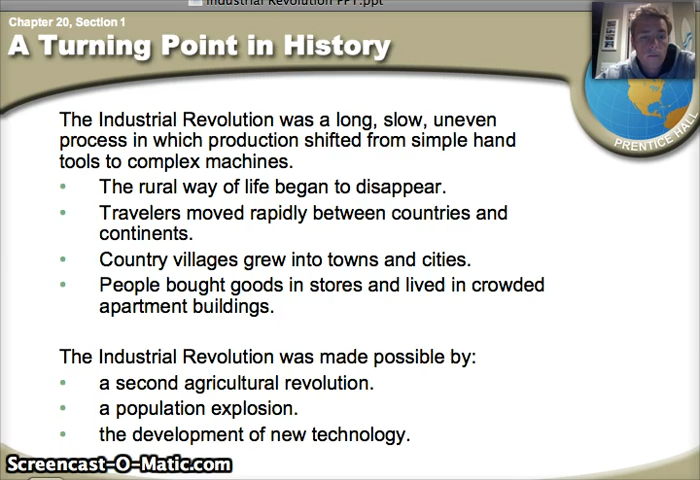 Industrial Revolution PPT.ppt
Chapter 20, Section 1
A Turning Point in History
PRENTICE HALL
The Industrial Revolution was a long, slow, uneven
process in which production shifted from simple hand
tools to complex machines.
• The rural way of life began to disappear.
• Travelers moved rapidly between countries and
continents.
• Country villages grew into towns and cities.
• People bought goods in stores and lived in crowded
apartment buildings.
The Industrial Revolution was made possible by:
• a second agricultural revolution.
• a population explosion.
• the development of new technology.
Screencast-O-Matic.com